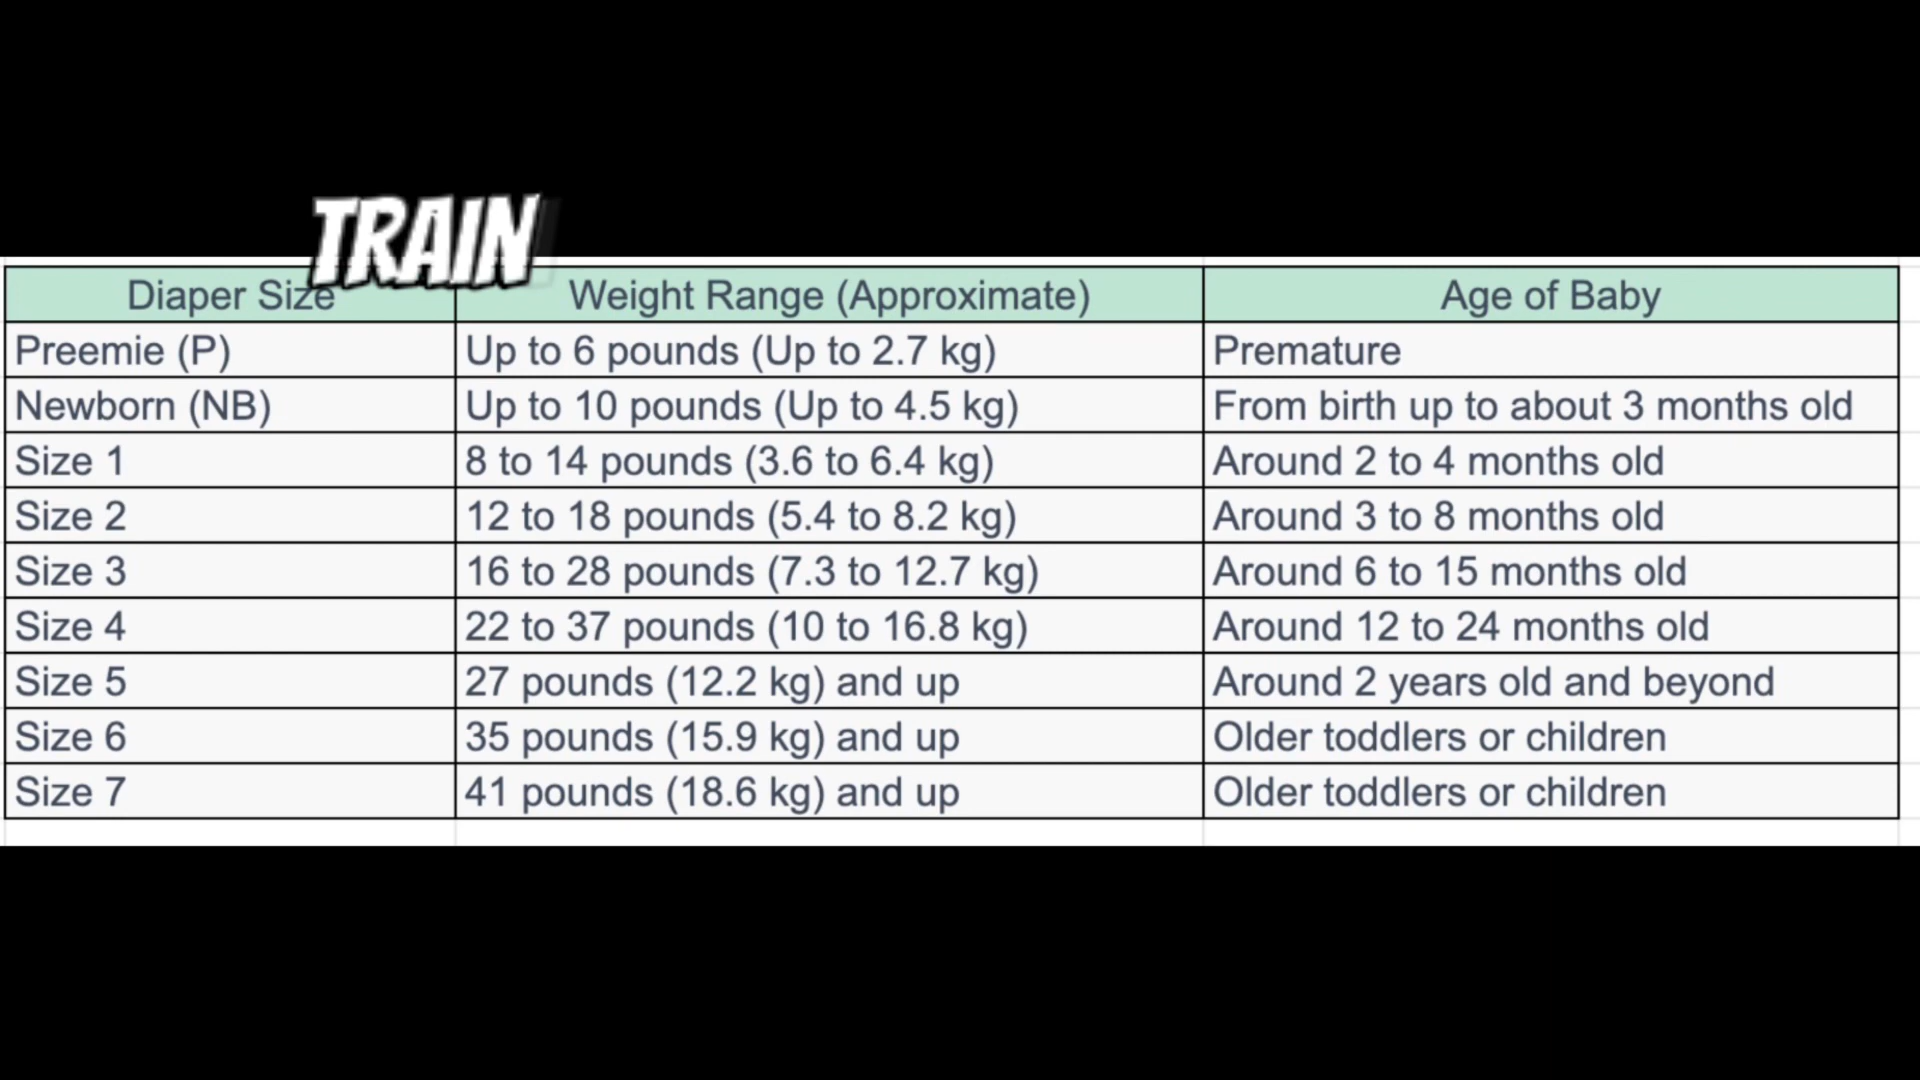 TRAIN
Diaper Size Weight Range (Approximate) Age of Baby
Preemie (P) Up to 6 pounds (Up to 2.7 kg) Premature
Newborn (NB) Up to 10 pounds (Up to 4.5 kg) From birth up to about 3 months old
Size 1 8 to 14 pounds (3.6 to 6.4 kg) Around 2 to 4 months old
Size 2 12 to 18 pounds (5.4 to 8.2 kg) Around 3 to 8 months old
Size 3 16 to 28 pounds (7.3 to 12.7 kg) Around 6 to 15 months old
Size 4 22 to 37 pounds (10 to 16.8 kg) Around 12 to 24 months old
Size 5 27 pounds (12.2 kg) and up Around 2 years old and beyond
Size 6 35 pounds (15.9 kg) and up Older toddlers or children
Size 7 41 pounds (18.6 kg) and up Older toddlers or children